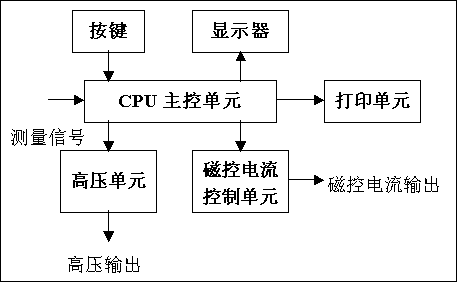 按键
显示器
CPU 主控单元
打印单元
测量信号
高压单元
磁控电流
控制单元
磁控电流输出
高压输出